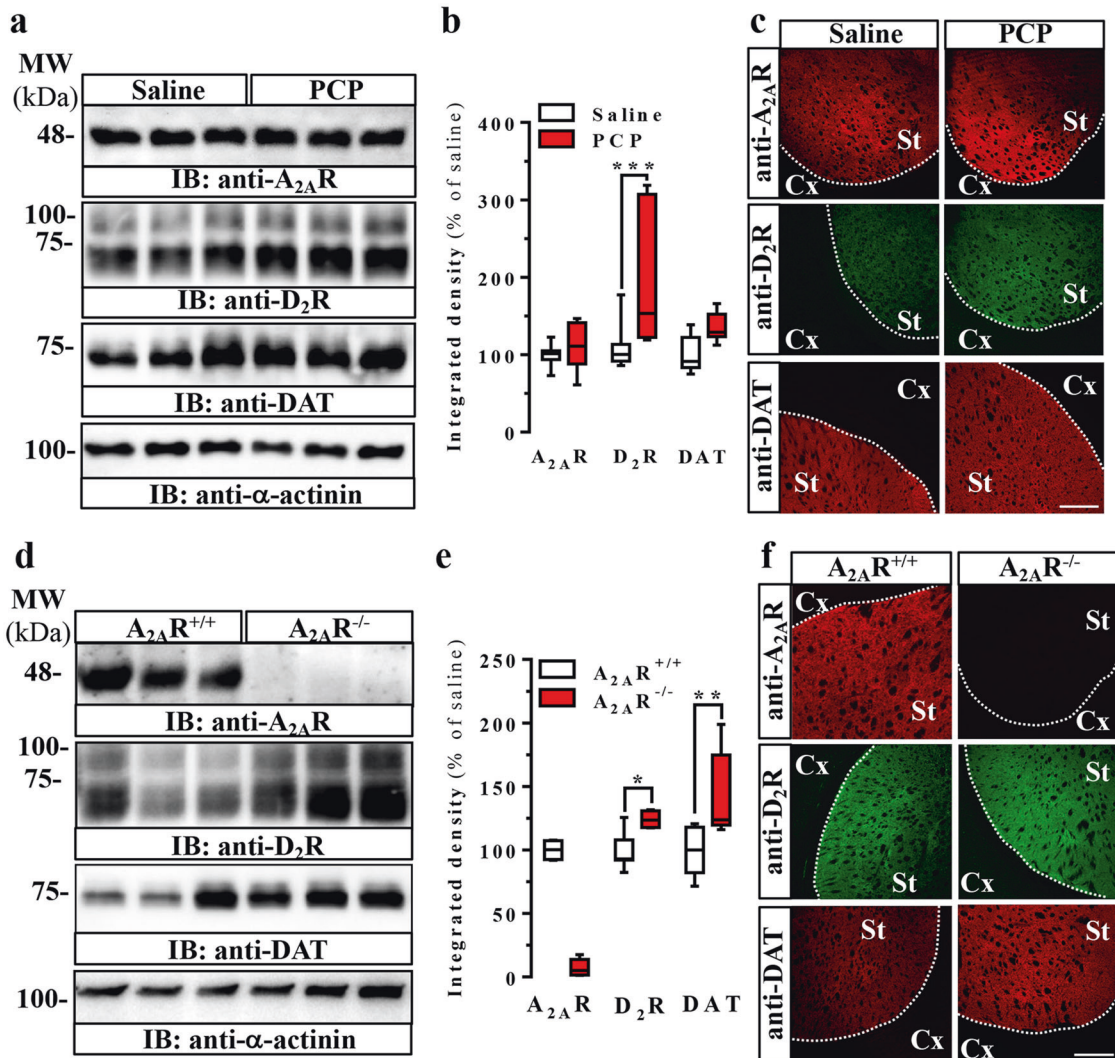 a
MW
(kDa)
Saline PCP
48-
IB: anti-A2AR
100-
75-
IB: anti-D2R
75-
IB: anti-DAT
100-
IB: anti-α-actinin
b
Integrated density (% of saline)
400
300
200
100
0
Saline
PCP
***
A2AR D2R DAT
c
Saline PCP
anti-A2AR
St
Cx
St
Cx
anti-D2R
St
Cx
St
Cx
anti-DAT
Cx
St
Cx
St
d
MW
(kDa)
A2AR+/+ A2AR-/-
48-
IB: anti-A2AR
100-
75-
IB: anti-D2R
75-
IB: anti-DAT
100-
IB: anti-α-actinin
e
Integrated density (% of saline)
250
200
150
100
50
0
A2AR+/+
A2AR-/-
*
**
A2AR D2R DAT
f
A2AR+/+ A2AR-/-
anti-A2AR
Cx
St
St
Cx
anti-D2R
Cx
St
St
Cx
anti-DAT
St
Cx
St
Cx